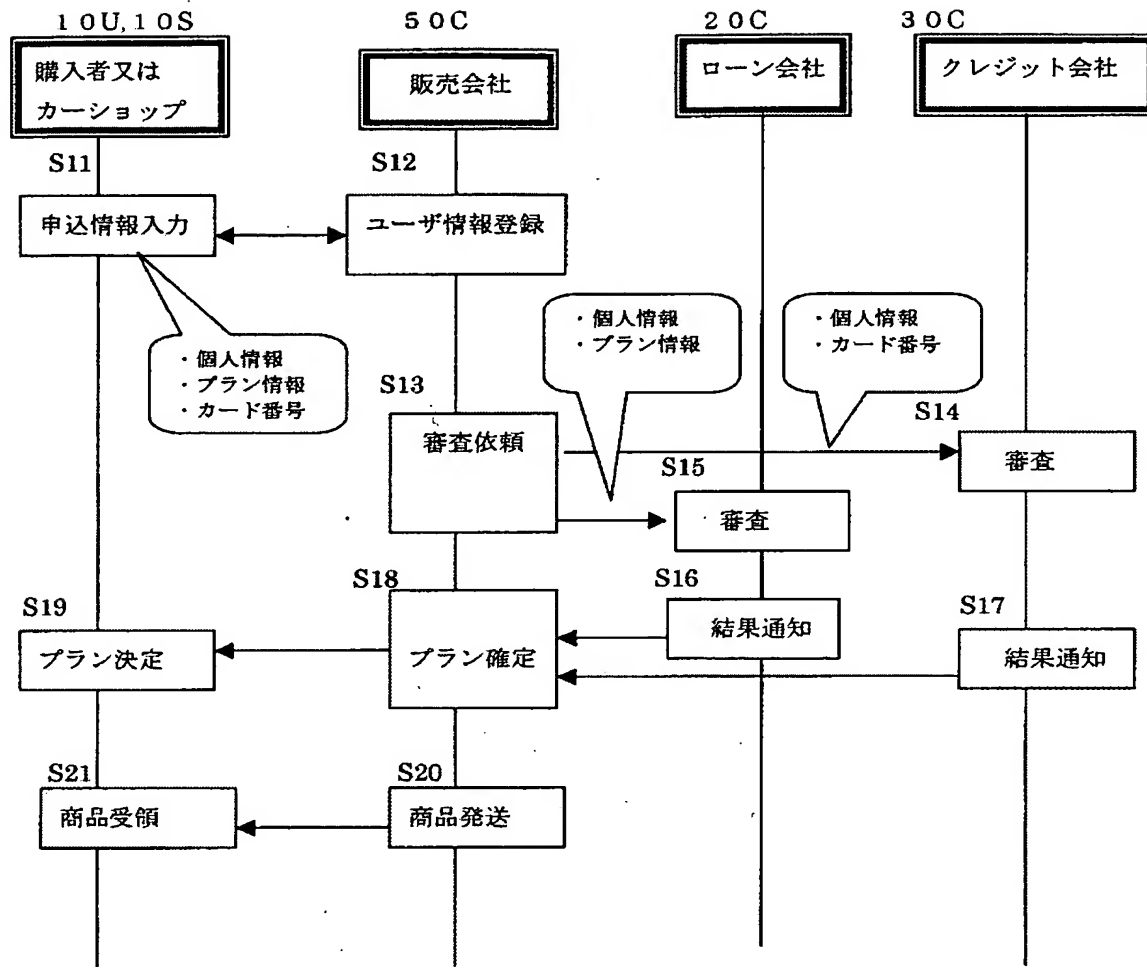 １０U,１０S
５０C
２０C
３０C
購入者又は
カーショップ
販売会社
ローン会社
クレジット会社
S11
S12
申込情報入力
ユーザ情報登録
・個人情報
・プラン情報
・カード番号
・個人情報
・プラン情報
・個人情報
・カード番号
S13
審査依頼
S14
審査
S15
審査
S16
結果通知
S17
結果通知
S18
プラン確定
S19
プラン決定
S20
商品発送
S21
商品受領